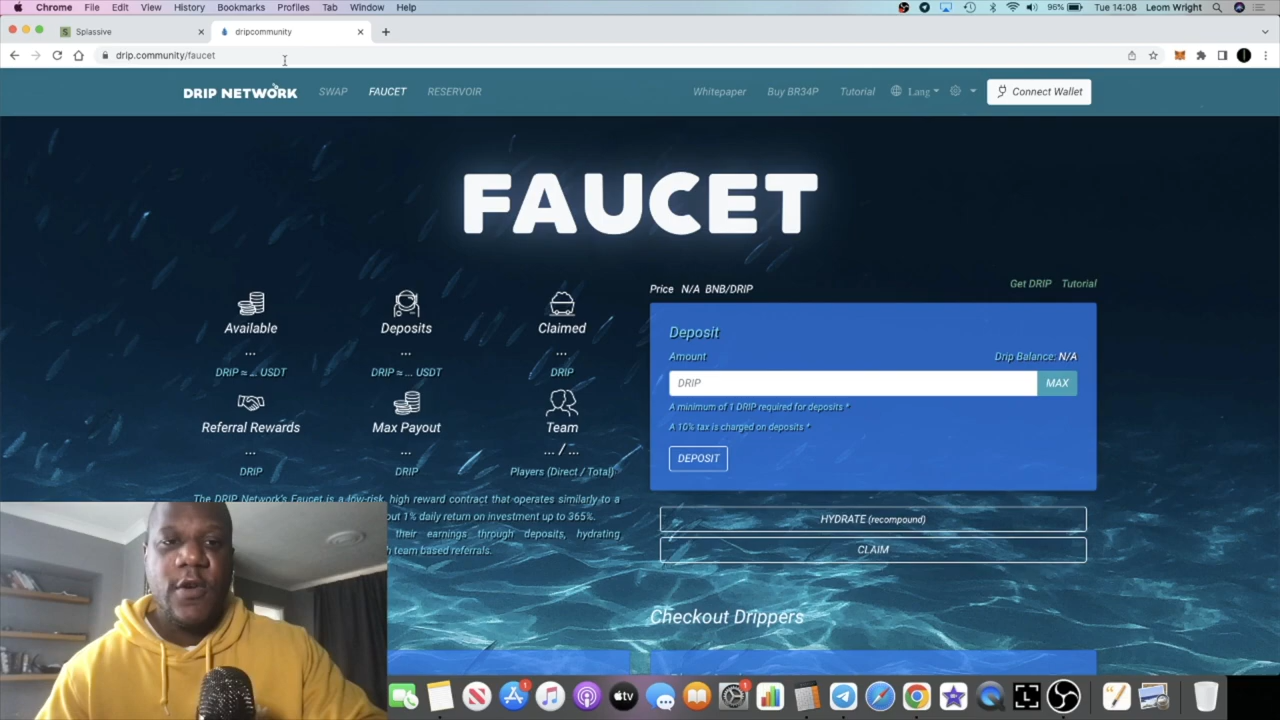 Chrome File Edit View History Bookmarks Profiles Tab Window Help 96% Tue 14:08 Leom Wright
Splassive dripcommunity
drip.community/faucet
DRIP NETWORK SWAP FAUCET RESERVOIR Whitepaper Buy BR34P Tutorial Lang Connect Wallet
FAUCET
Price N/A BNB/DRIP Get DRIP Tutorial
Available Deposits Claimed
... ... ...
DRIP ≈ ... USDT DRIP ≈ ... USDT DRIP
Referral Rewards Max Payout Team
... ... ... / ...
DRIP DRIP Players (Direct / Total)
The DRIP Network's Faucet is a low-risk, high reward contract that operates similarly to a
1% daily return on investment up to 365%.
their earnings through deposits, hydrating
team based referrals.
Deposit
Amount Drip Balance: N/A
DRIP MAX
A minimum of 1 DRIP required for deposits *
A 10% tax is charged on deposits *
DEPOSIT
HYDRATE (recompound)
CLAIM
Checkout Drippers